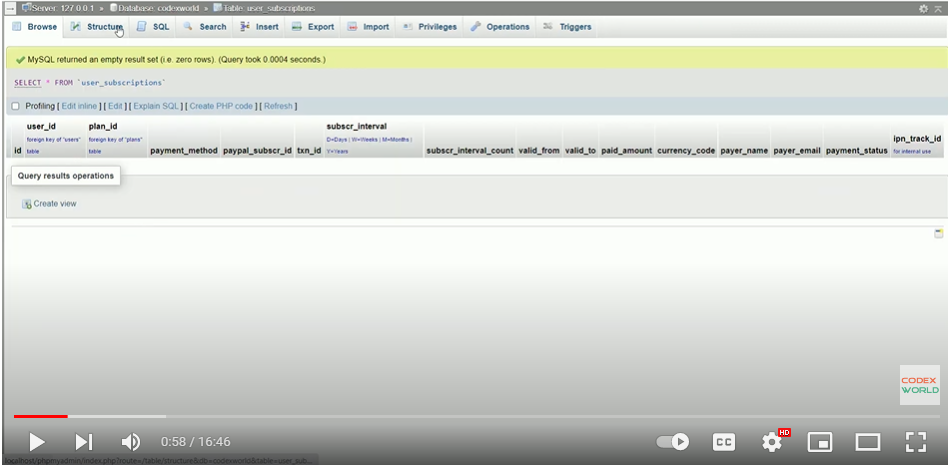 Server: 127.0.0.1 » Database: codexworld » Table: user_subscriptions
Browse Structure SQL Search Insert Export Import Privileges Operations Triggers
MySQL returned an empty result set (i.e. zero rows). (Query took 0.0004 seconds.)
SELECT * FROM `user_subscriptions`
Profiling [ Edit inline ] [ Edit ] [ Explain SQL ] [ Create PHP code ] [ Refresh ]
user_id plan_id subscr_interval
foreign key of "users" foreign key of "plans" D=Days | W=Weeks | M=Months | ipn_track_id
id table table payment_method paypal_subscr_id txn_id Y=Years subscr_interval_count valid_from valid_to paid_amount currency_code payer_name payer_email payment_status for internal use
Query results operations
Create view
CODEX
WORLD
0:58 / 16:46 CC HD
localhost/phpmyadmin/index.php?route=/table/structure&db=codexworld&table=user_sub...